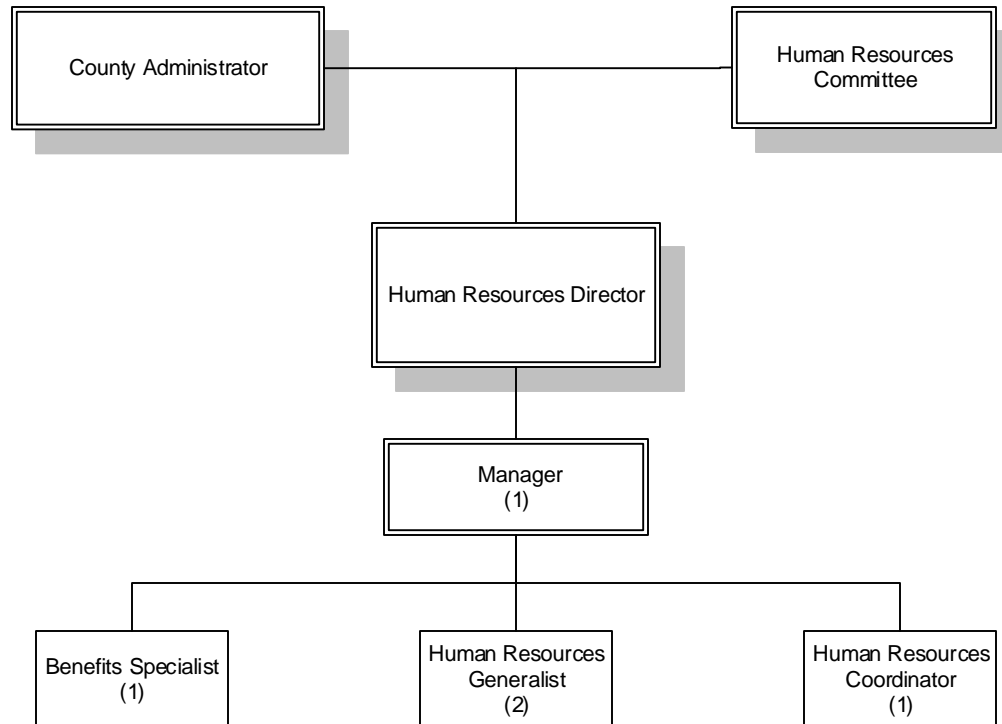 County Administrator
Human Resources
Committee
Human Resources Director
Manager
(1)
Benefits Specialist
(1)
Human Resources
Generalist
(2)
Human Resources
Coordinator
(1)